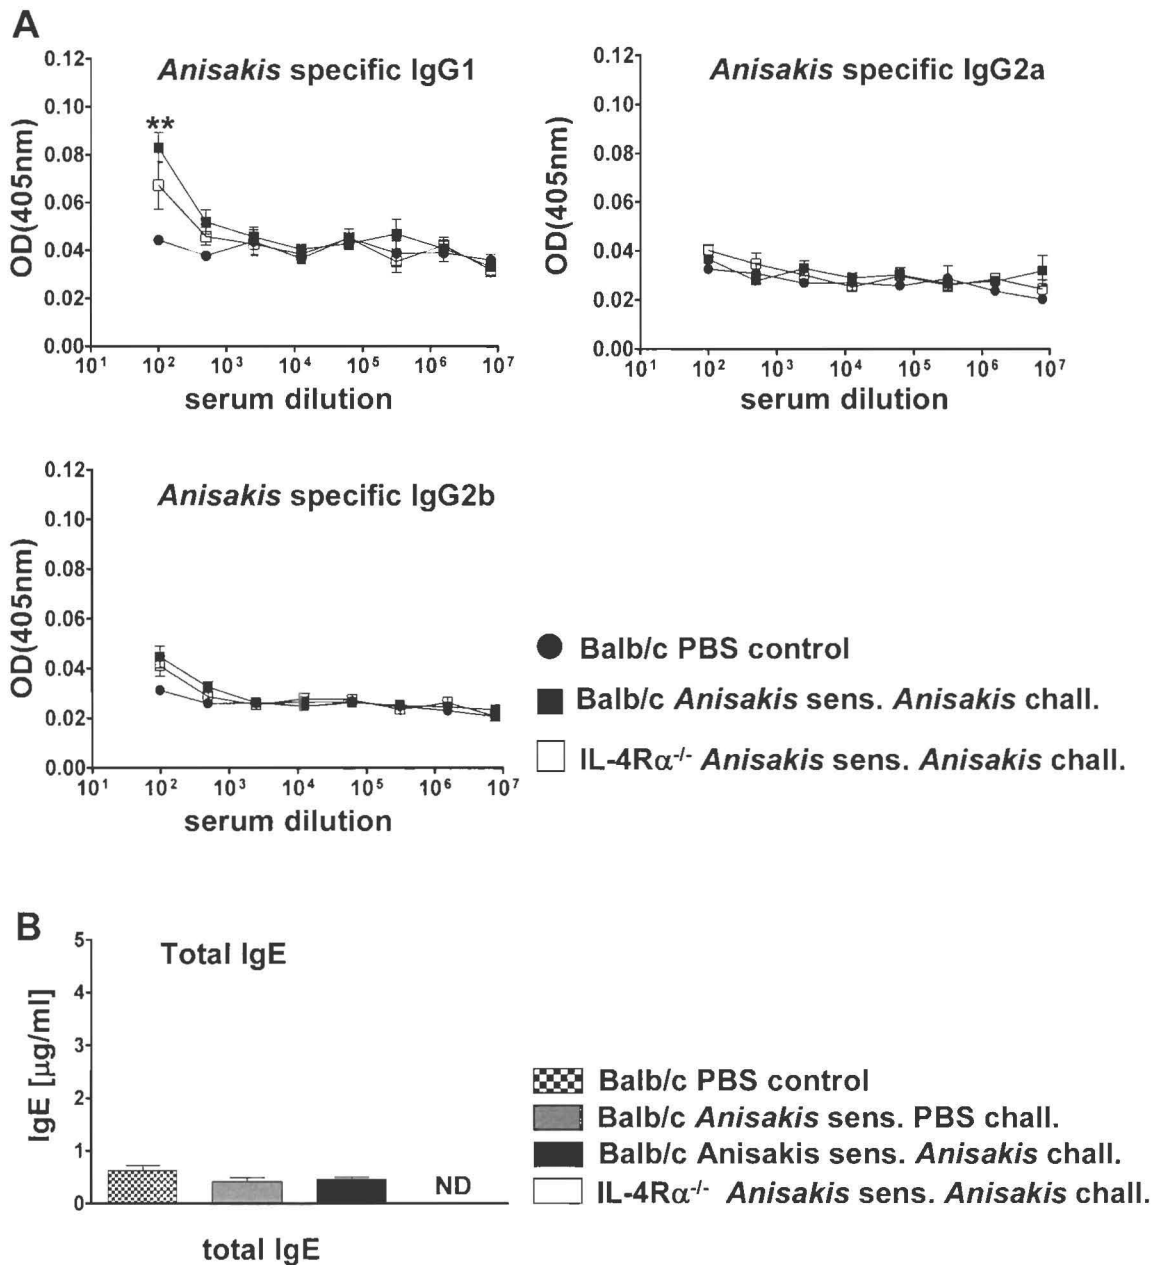 A
Anisakis specific IgG1
OD(405nm)
0.12
0.10
0.08
0.06
0.04
0.02
0.00
**
10¹ 10² 10³ 10⁴ 10⁵ 10⁶ 10⁷
serum dilution
Anisakis specific IgG2a
OD(405nm)
0.12
0.10
0.08
0.06
0.04
0.02
0.00
10¹ 10² 10³ 10⁴ 10⁵ 10⁶ 10⁷
serum dilution
Anisakis specific IgG2b
OD(405nm)
0.12
0.10
0.08
0.06
0.04
0.02
0.00
10¹ 10² 10³ 10⁴ 10⁵ 10⁶ 10⁷
serum dilution
Balb/c PBS control
Balb/c Anisakis sens. Anisakis chall.
IL-4Rα⁻/⁻ Anisakis sens. Anisakis chall.
B
Total IgE
IgE [μg/ml]
5
4
3
2
1
0
ND
total IgE
Balb/c PBS control
Balb/c Anisakis sens. PBS chall.
Balb/c Anisakis sens. Anisakis chall.
IL-4Rα⁻/⁻ Anisakis sens. Anisakis chall.